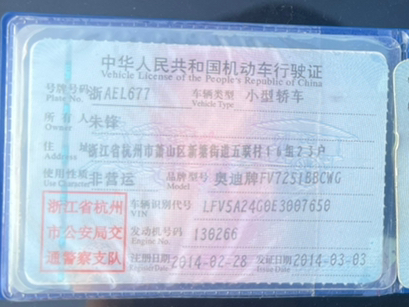 中华人民共和国机动车行驶证
Vehicle License of the People's Republic of China
号牌号码 浙AEL677 车辆类型 小型轿车
Plate No. Vehicle Type
所有人 朱锋
Owner
住址 浙江省杭州市萧山区新塘街道五联村16组23户
Address
使用性质 非营运 品牌型号 奥迪牌FV7251BBCWG
Use Character Model
浙江省杭州 车辆识别代号 LFV5A24G0E3007650
VIN
市公安局交 发动机号码 130266
Engine No.
通警察支队 注册日期 2014-02-28 发证日期 2014-03-03
Register Date Issue Date